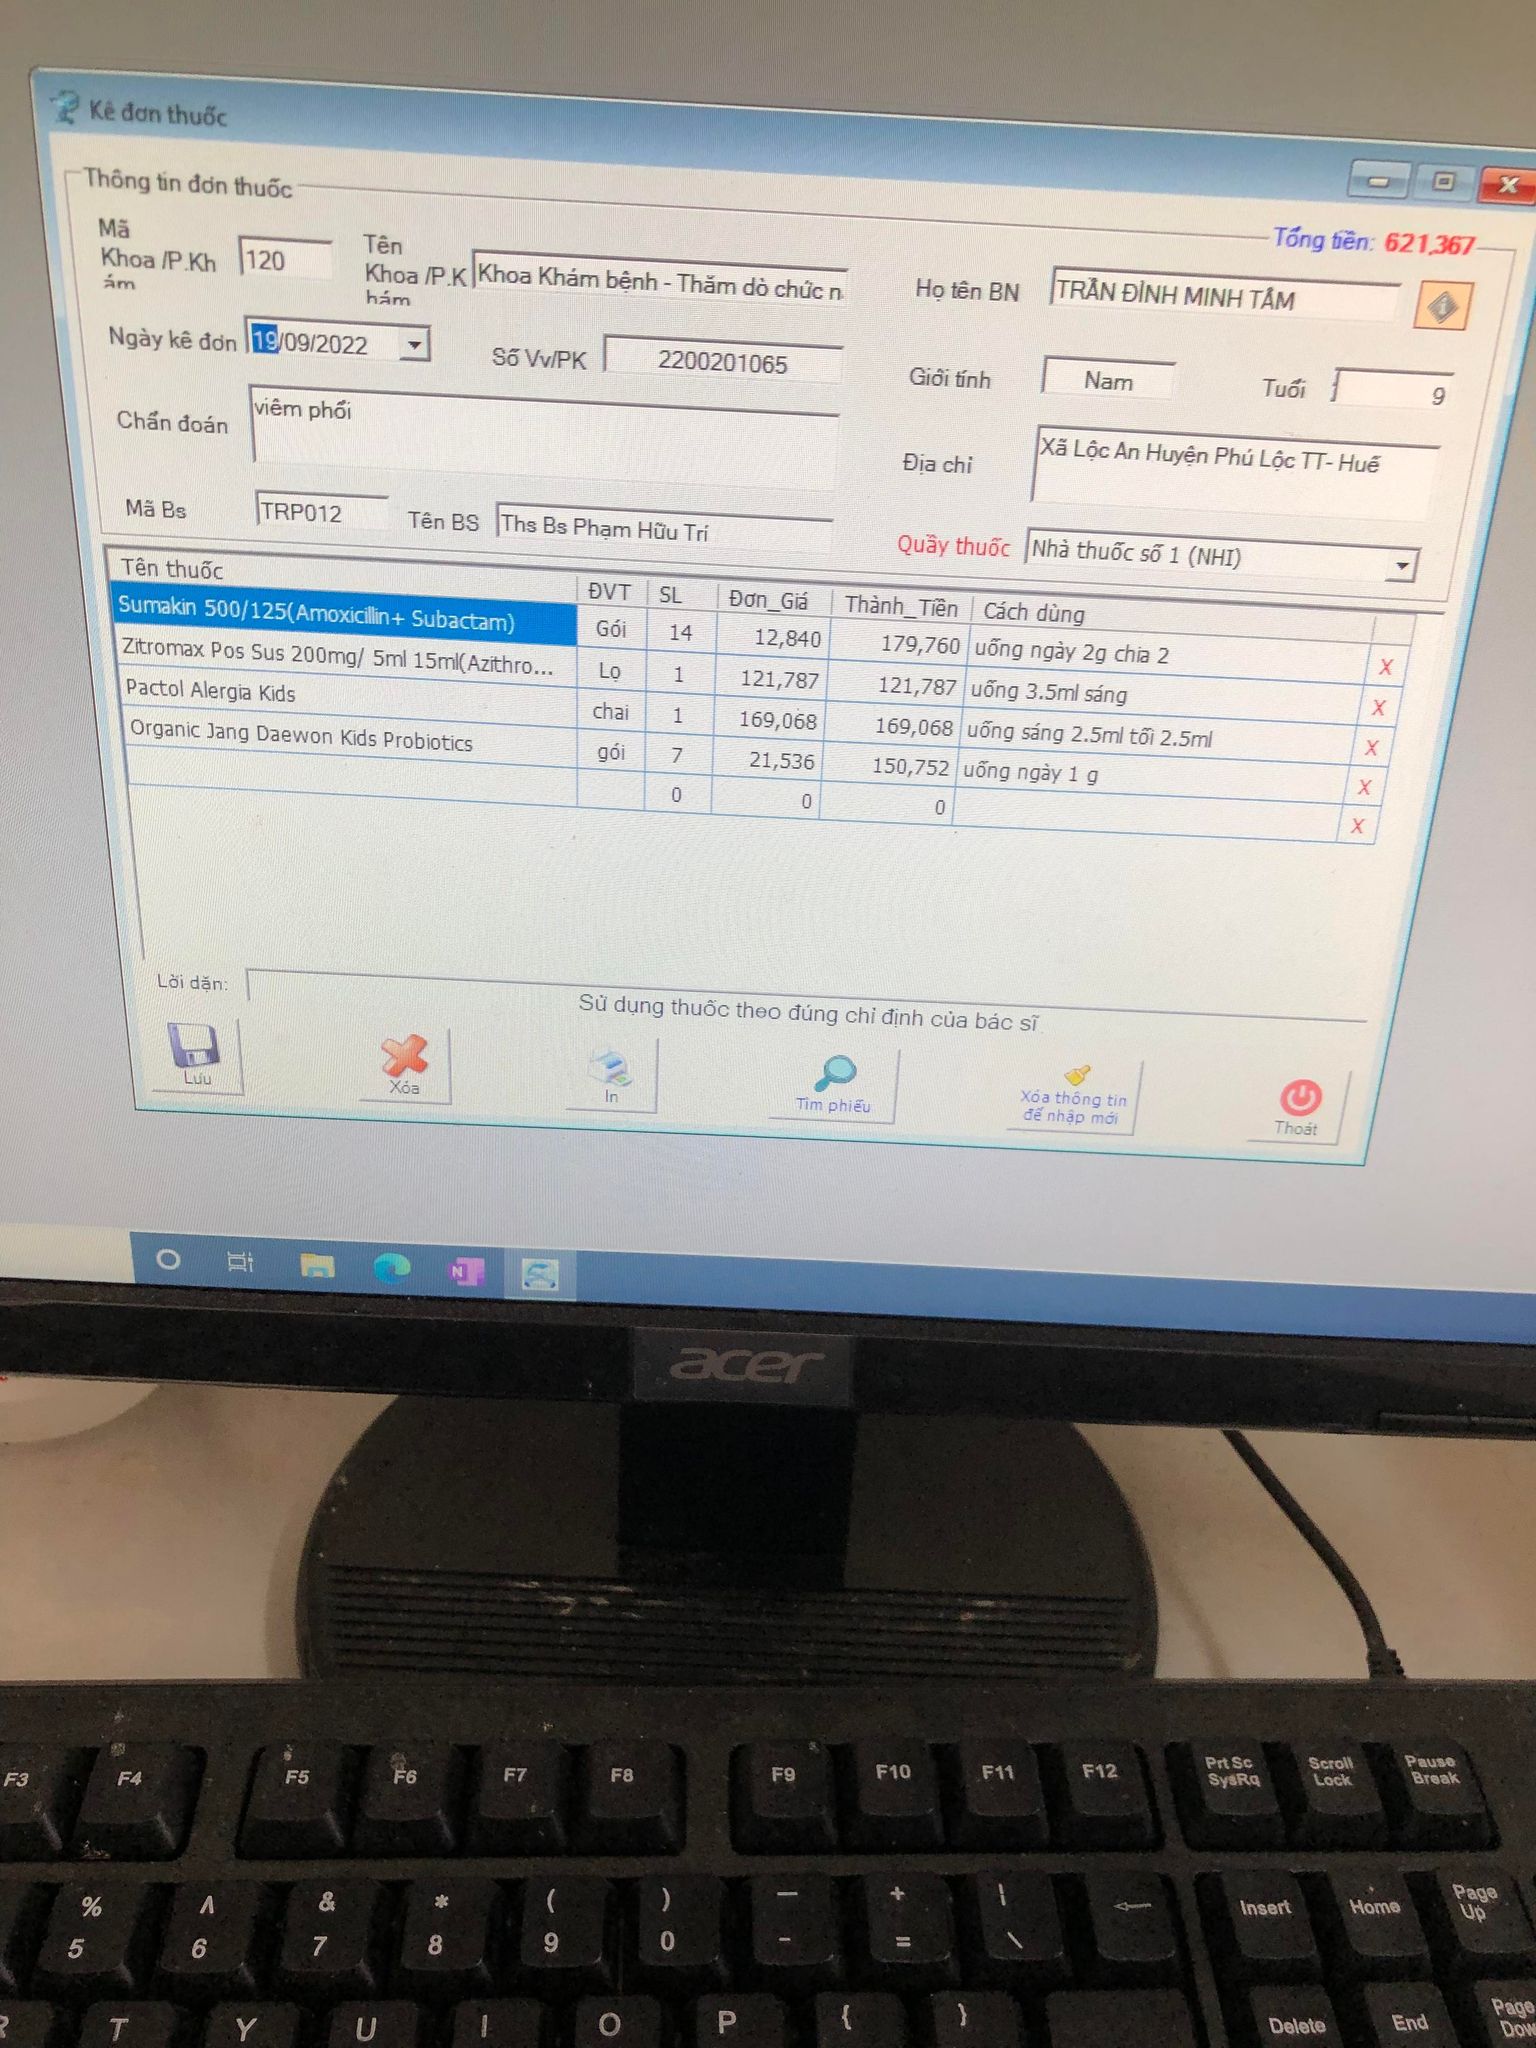 Kê đơn thuốc
Thông tin đơn thuốc
Tổng tiền: 621,367
Mã Khoa /P.Kh ám 120
Tên Khoa /P.K hám Khoa Khám bệnh - Thăm dò chức n
Họ tên BN TRẦN ĐÌNH MINH TÂM
Ngày kê đơn 19/09/2022
Số Vv/PK 2200201065
Giới tính Nam
Tuổi 9
Chẩn đoán viêm phổi
Địa chỉ Xã Lộc An Huyện Phú Lộc TT- Huế
Mã Bs TRP012
Tên BS Ths Bs Phạm Hữu Trí
Quầy thuốc Nhà thuốc số 1 (NHI)
Tên thuốc ĐVT SL Đơn_Giá Thành_Tiền Cách dùng
Sumakin 500/125(Amoxicillin+ Subactam) Gói 14 12,840 179,760 uống ngày 2g chia 2 X
Zitromax Pos Sus 200mg/ 5ml 15ml(Azithro... Lọ 1 121,787 121,787 uống 3.5ml sáng X
Pactol Alergia Kids chai 1 169,068 169,068 uống sáng 2.5ml tối 2.5ml X
Organic Jang Daewon Kids Probiotics gói 7 21,536 150,752 uống ngày 1 g X
0 0 0 X
Lời dặn:
Sử dụng thuốc theo đúng chỉ định của bác sĩ
Lưu
Xóa
In
Tìm phiếu
Xóa thông tin
để nhập mới
Thoát
N
acer
F3 F4 F5 F6 F7 F8 F9 F10 F11 F12 Prt Sc SysRq Scroll Lock Pause Break
% 5 ^ 6 & 7 * 8 ( 9 ) 0 — - + = | \ Insert Home Page Up
R T Y U I O P { } Delete End Page Dow